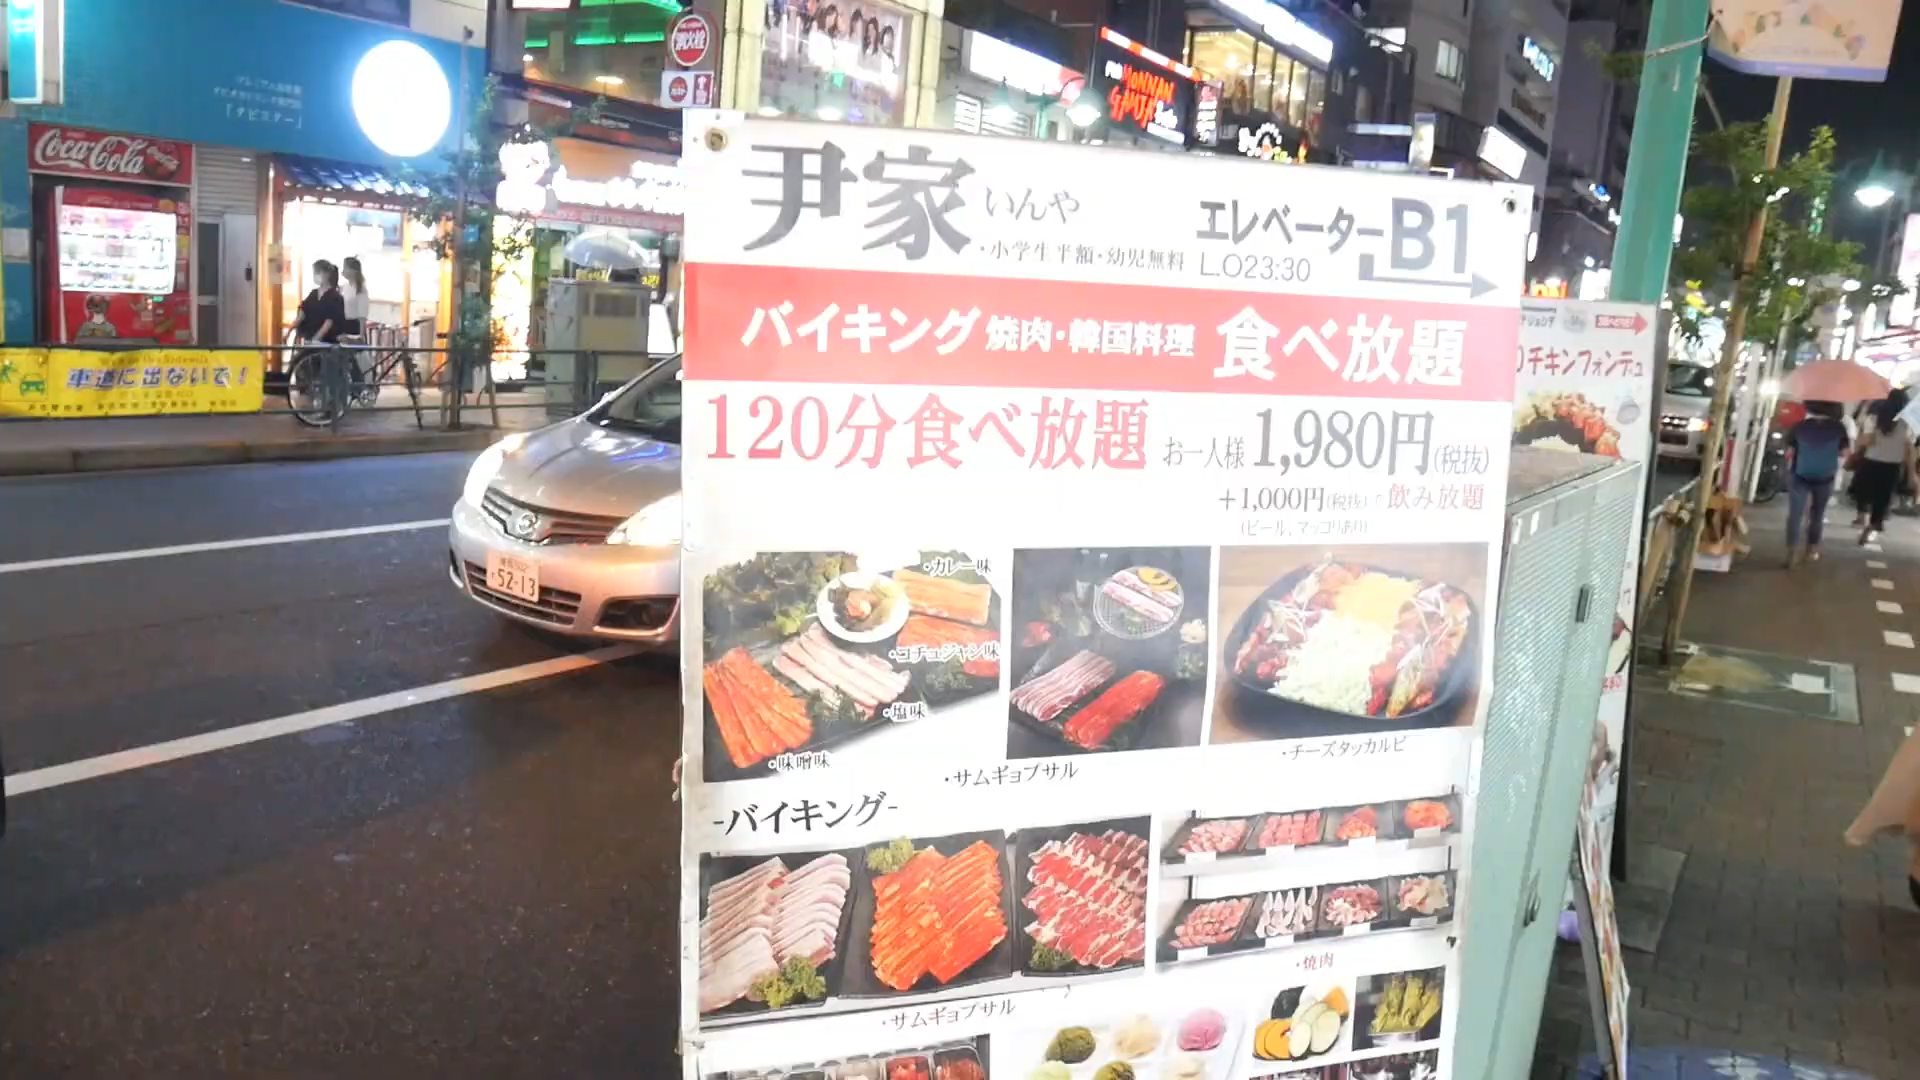 尹家 いんや
・小学生半額・幼児無料
エレベーター B1
L.O23:30
バイキング 焼肉・韓国料理 食べ放題
120分食べ放題 お一人様 1,980円(税抜)
+1,000円(税抜)で飲み放題
(ビール、マッコリあり)
・カレー味
・コチュジャン味
・塩味
・味噌味
・サムギョプサル
・チーズタッカルビ
-バイキング-
・サムギョプサル
・焼肉
Coca-Cola
車道に出ないで!
消火栓
52-13
チキンフォンデュ